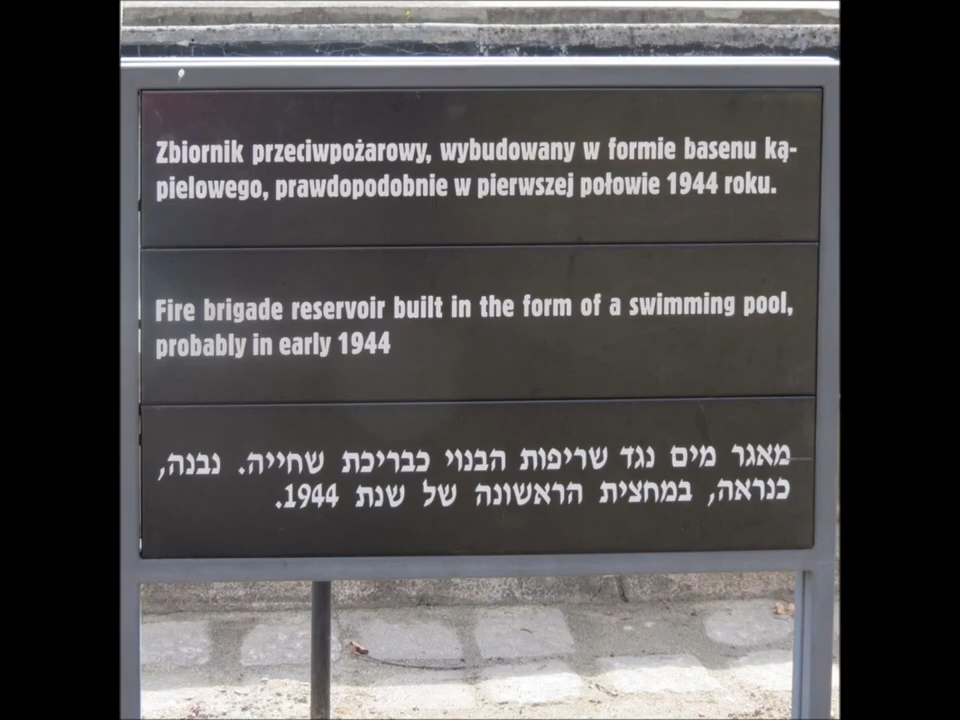 Zbiornik przeciwpożarowy, wybudowany w formie basenu ką-
pielowego, prawdopodobnie w pierwszej połowie 1944 roku.
Fire brigade reservoir built in the form of a swimming pool,
probably in early 1944
מאגר מים נגד שריפות הבנוי כבריכת שחייה. נבנה,
כנראה, במחצית הראשונה של שנת 1944.